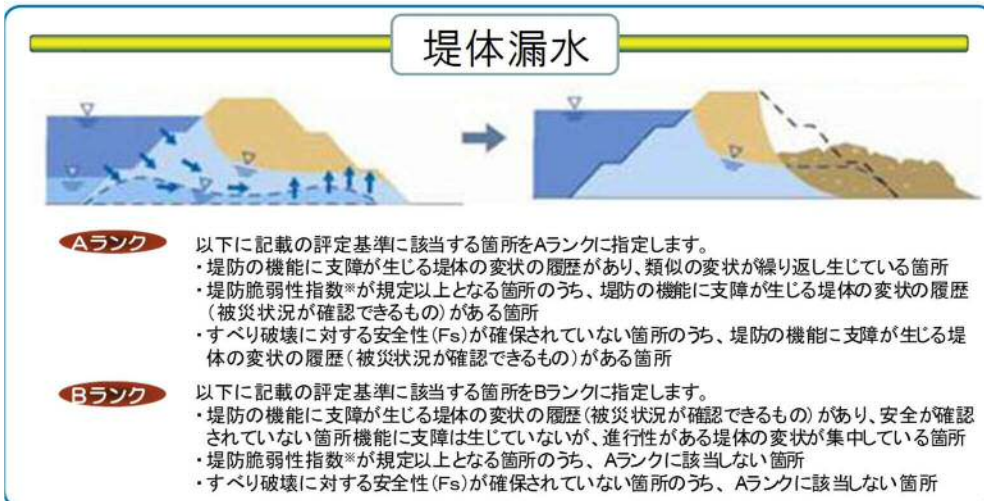 堤体漏水
Aランク
以下に記載の評定基準に該当する箇所をAランクに指定します。
・堤防の機能に支障が生じる堤体の変状の履歴があり、類似の変状が繰り返し生じている箇所
・堤防脆弱性指数※が規定以上となる箇所のうち、堤防の機能に支障が生じる堤体の変状の履歴
(被災状況が確認できるもの)がある箇所
・すべり破壊に対する安全性(Fs)が確保されていない箇所のうち、堤防の機能に支障が生じる堤
体の変状の履歴(被災状況が確認できるもの)がある箇所
Bランク
以下に記載の評定基準に該当する箇所をBランクに指定します。
・堤防の機能に支障が生じる堤体の変状の履歴(被災状況が確認できるもの)があり、安全が確認
されていない箇所機能に支障は生じていないが、進行性がある堤体の変状が集中している箇所
・堤防脆弱性指数※が規定以上となる箇所のうち、Aランクに該当しない箇所
・すべり破壊に対する安全性(Fs)が確保されていない箇所のうち、Aランクに該当しない箇所